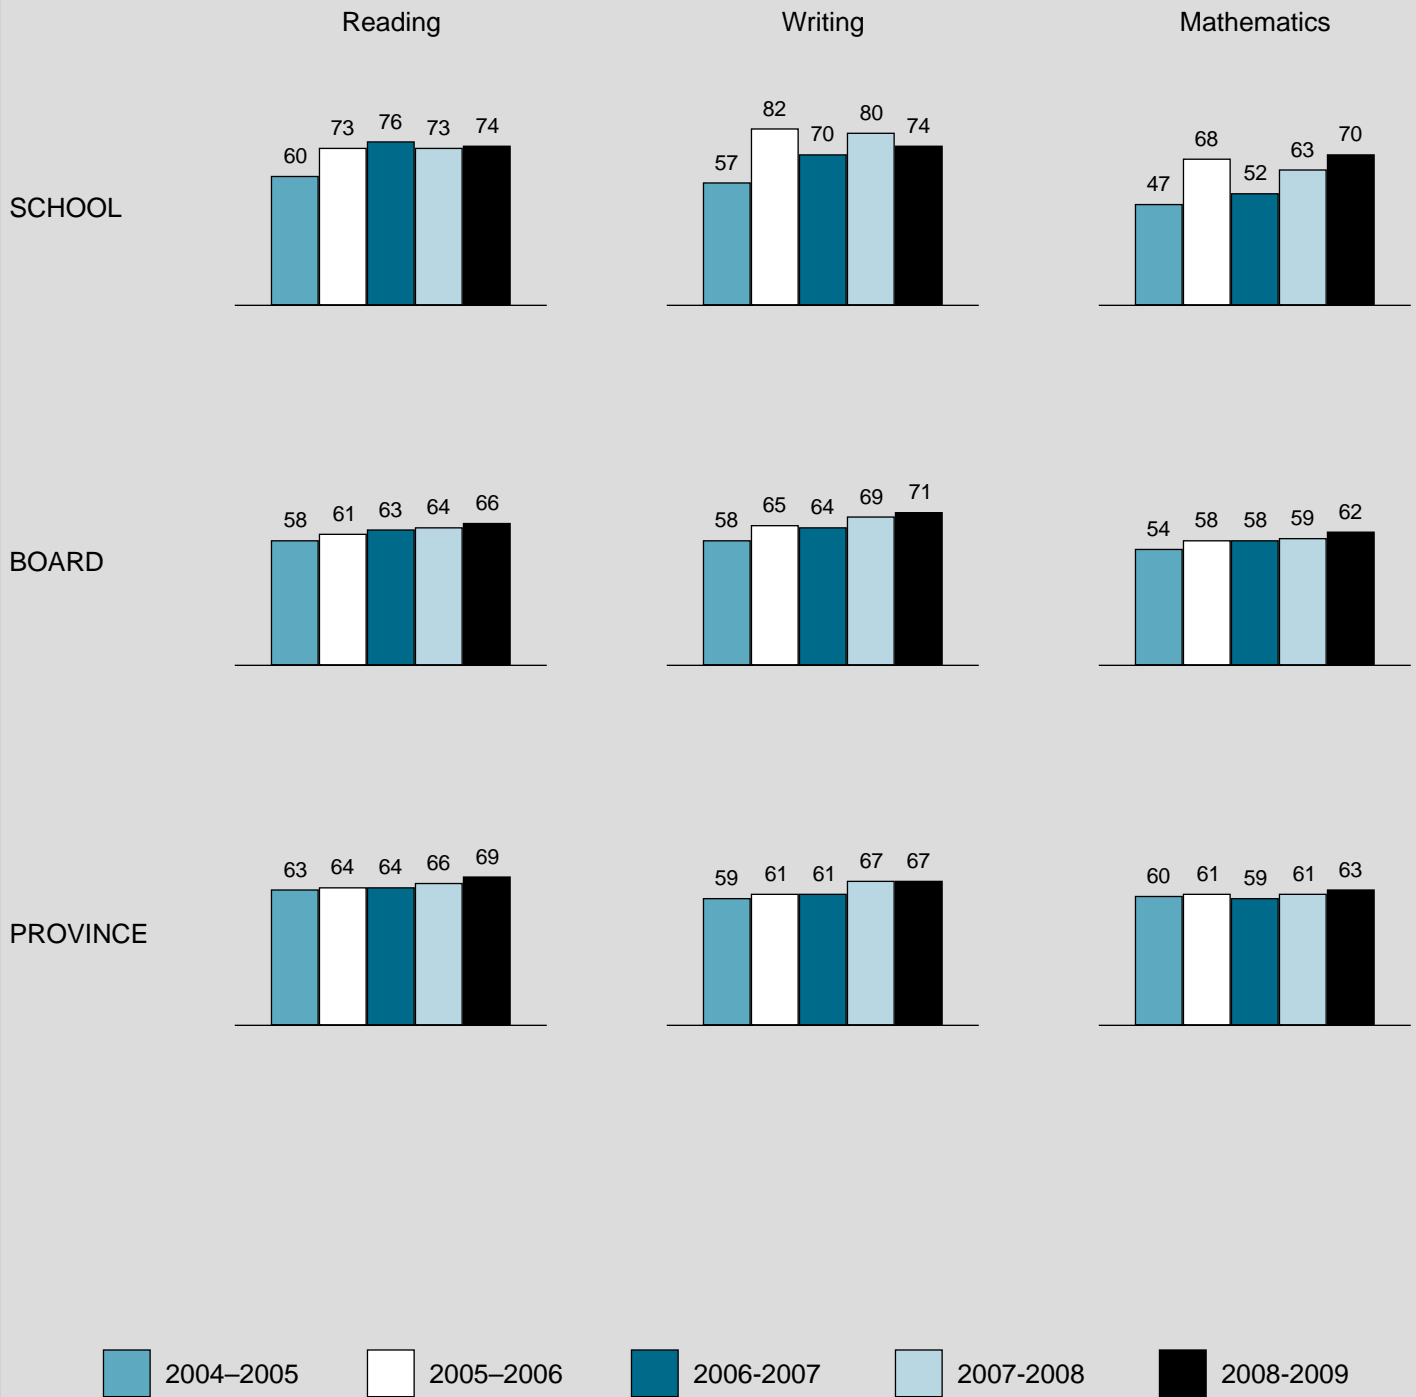 Reading Writing Mathematics
SCHOOL
60 73 76 73 74
57 82 70 80 74
47 68 52 63 70
BOARD
58 61 63 64 66
58 65 64 69 71
54 58 58 59 62
PROVINCE
63 64 64 66 69
59 61 61 67 67
60 61 59 61 63
2004–2005 2005–2006 2006-2007 2007-2008 2008-2009